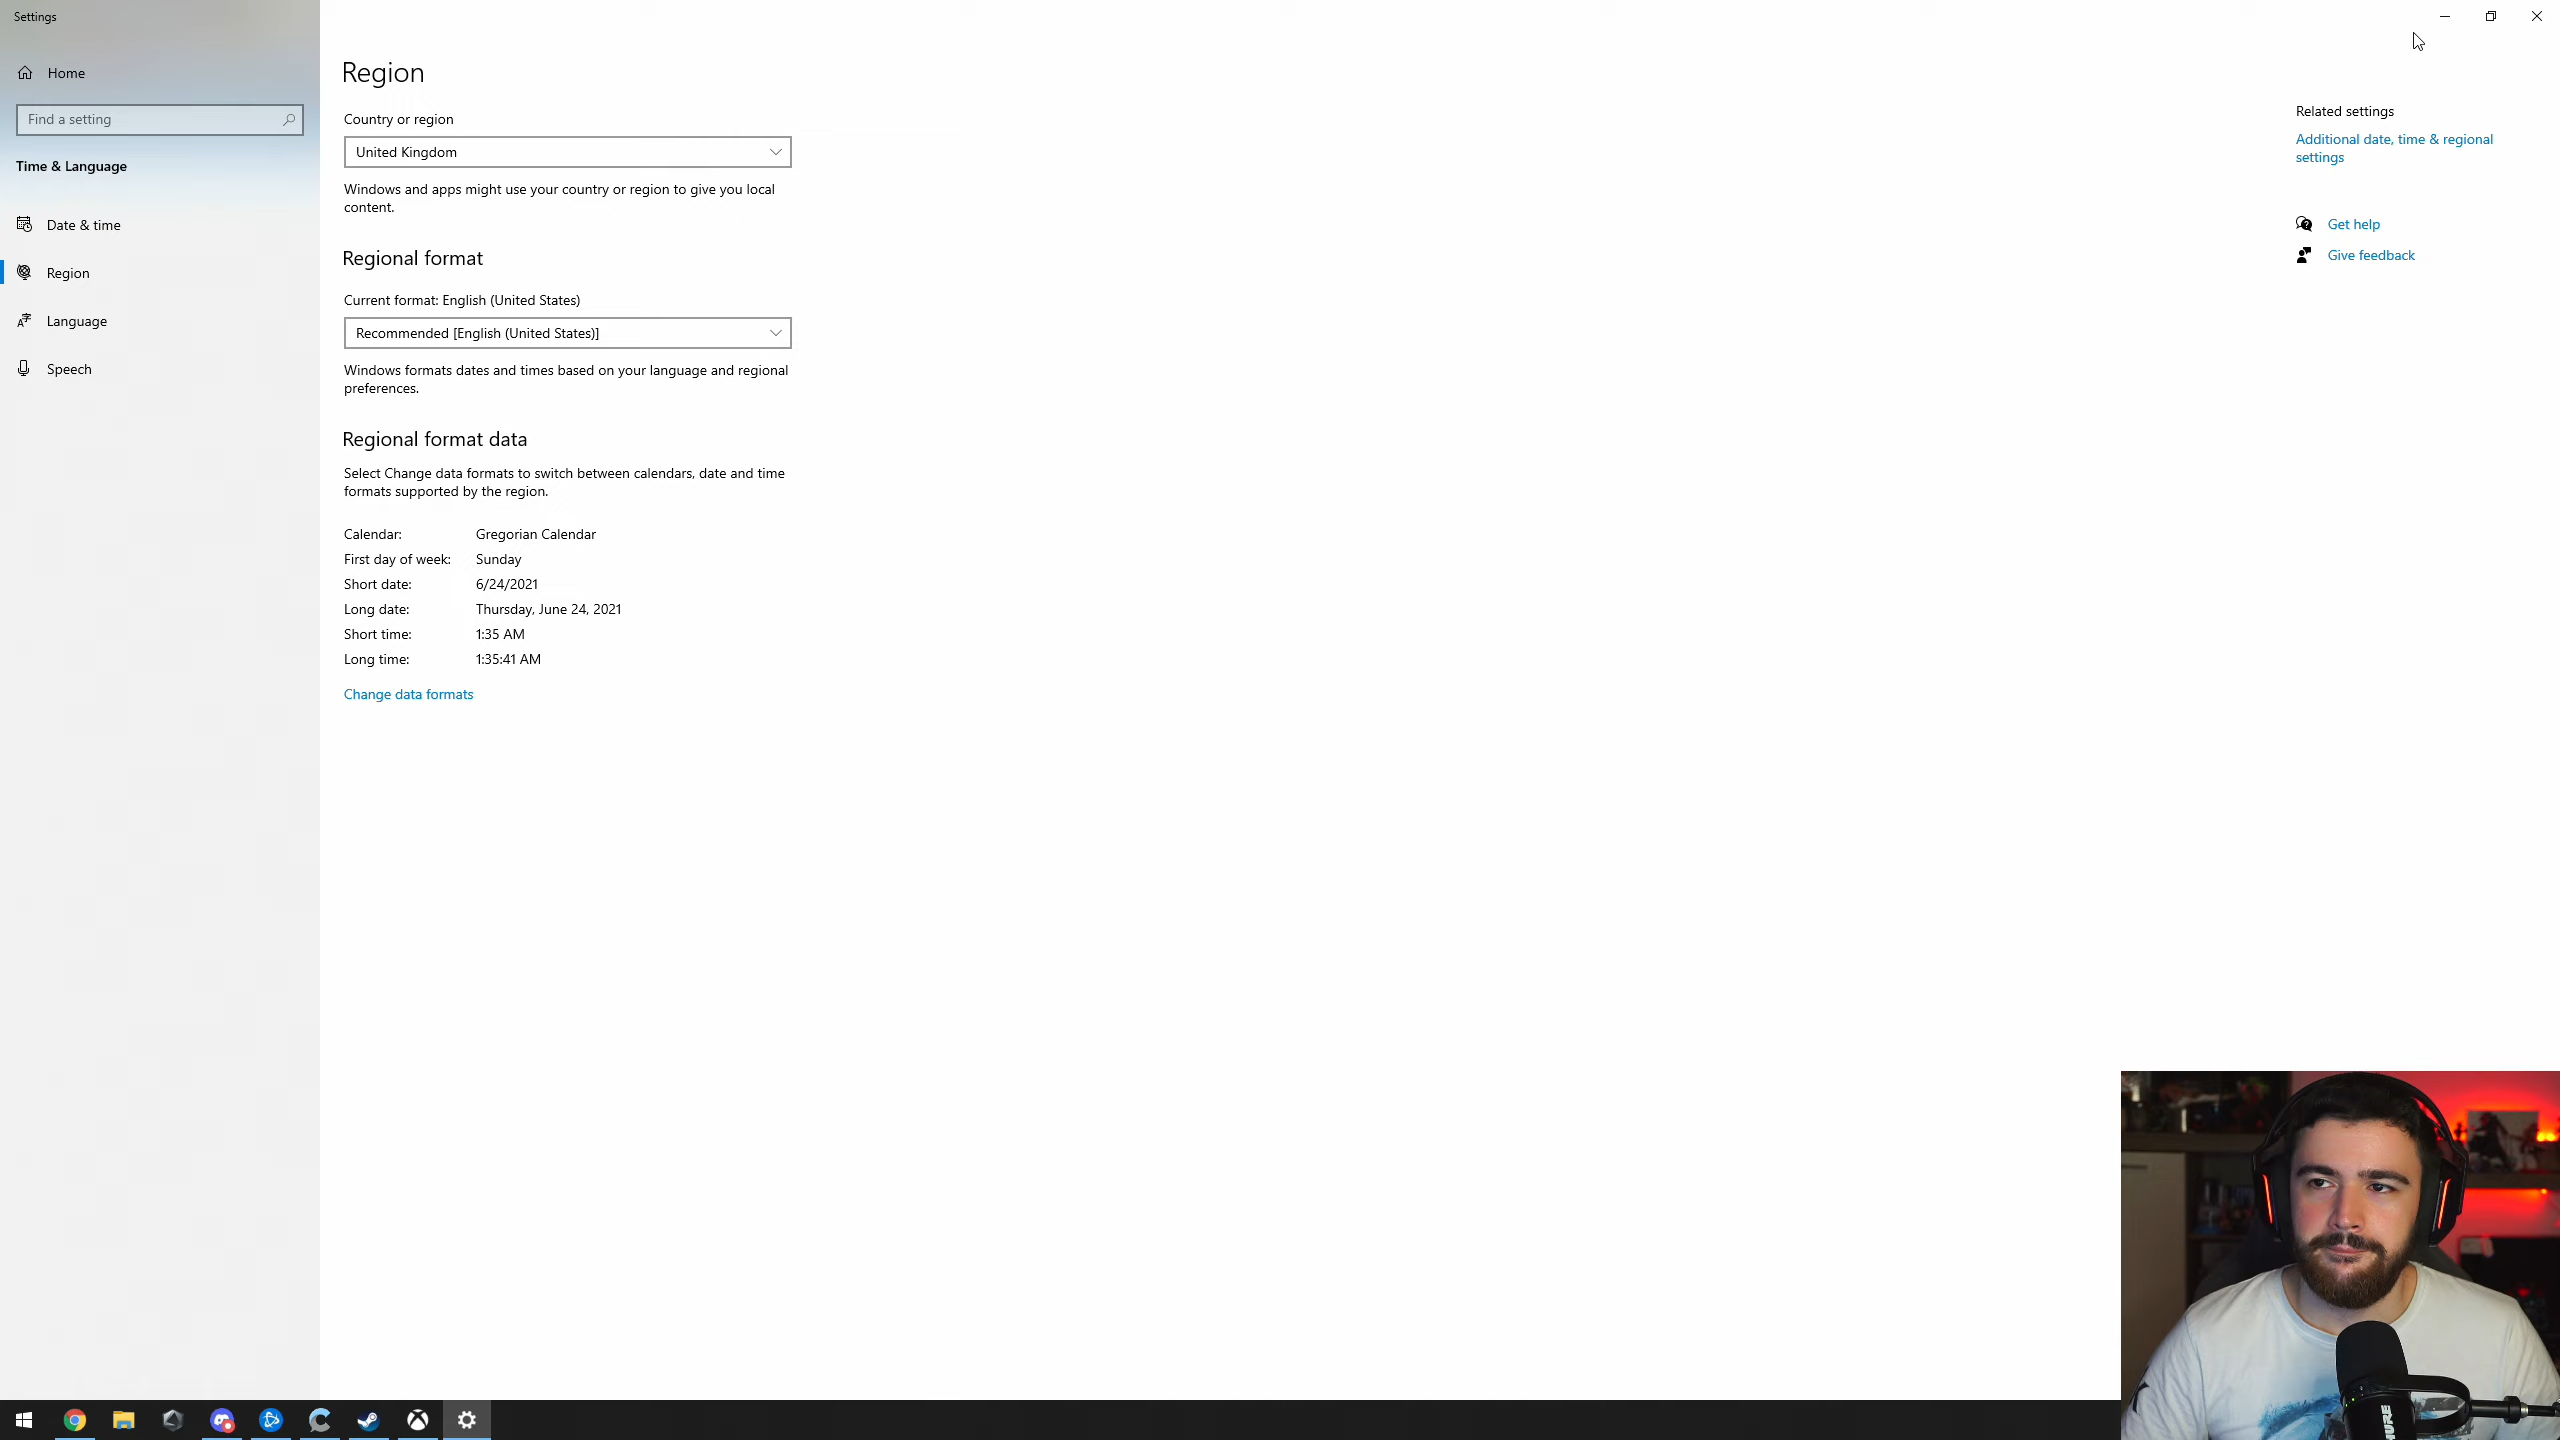 Settings
Home
Find a setting
Time & Language
Date & time
Region
Language
Speech
Region
Country or region
United Kingdom
Windows and apps might use your country or region to give you local
content.
Regional format
Current format: English (United States)
Recommended [English (United States)]
Windows formats dates and times based on your language and regional
preferences.
Regional format data
Select Change data formats to switch between calendars, date and time
formats supported by the region.
Calendar: Gregorian Calendar
First day of week: Sunday
Short date: 6/24/2021
Long date: Thursday, June 24, 2021
Short time: 1:35 AM
Long time: 1:35:41 AM
Change data formats
Related settings
Additional date, time & regional
settings
Get help
Give feedback
SHURE